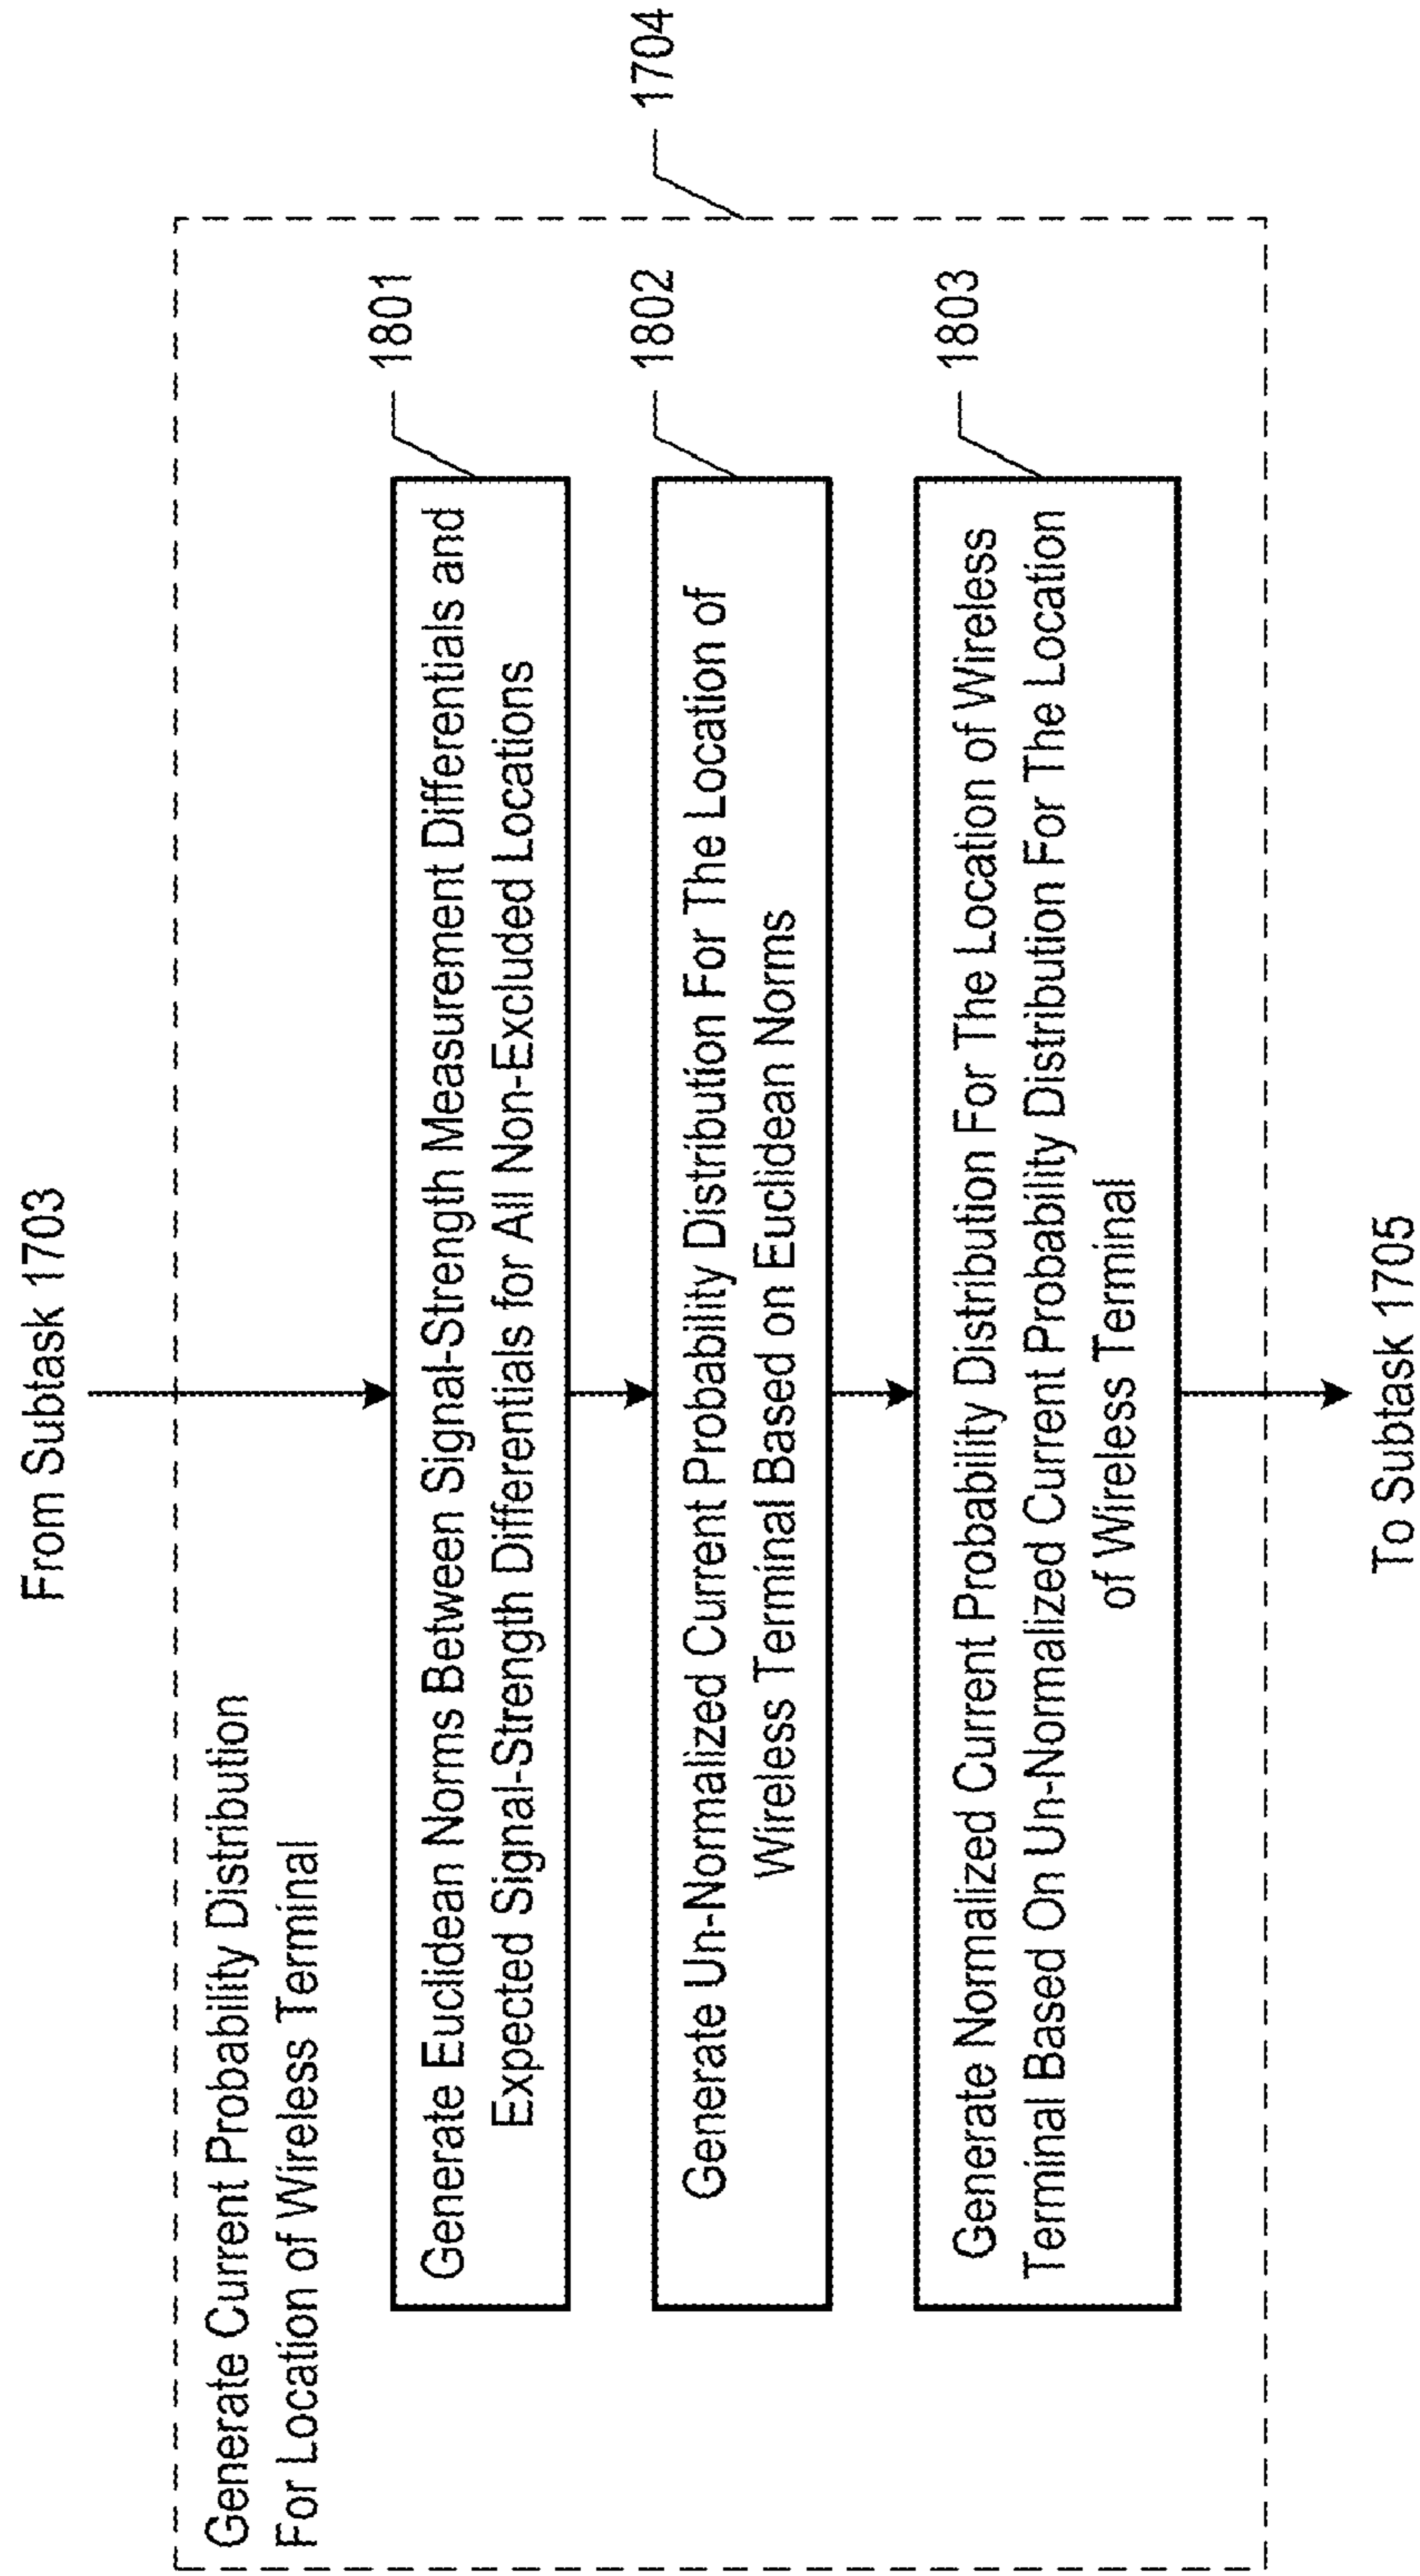 From Subtask 1703
Generate Current Probability Distribution
For Location of Wireless Terminal
1704
1801
Generate Euclidean Norms Between Signal-Strength Measurement Differentials and
Expected Signal-Strength Differentials for All Non-Excluded Locations
1802
Generate Un-Normalized Current Probability Distribution For The Location of
Wireless Terminal Based on Euclidean Norms
1803
Generate Normalized Current Probability Distribution For The Location of Wireless
Terminal Based On Un-Normalized Current Probability Distribution For The Location
of Wireless Terminal
To Subtask 1705